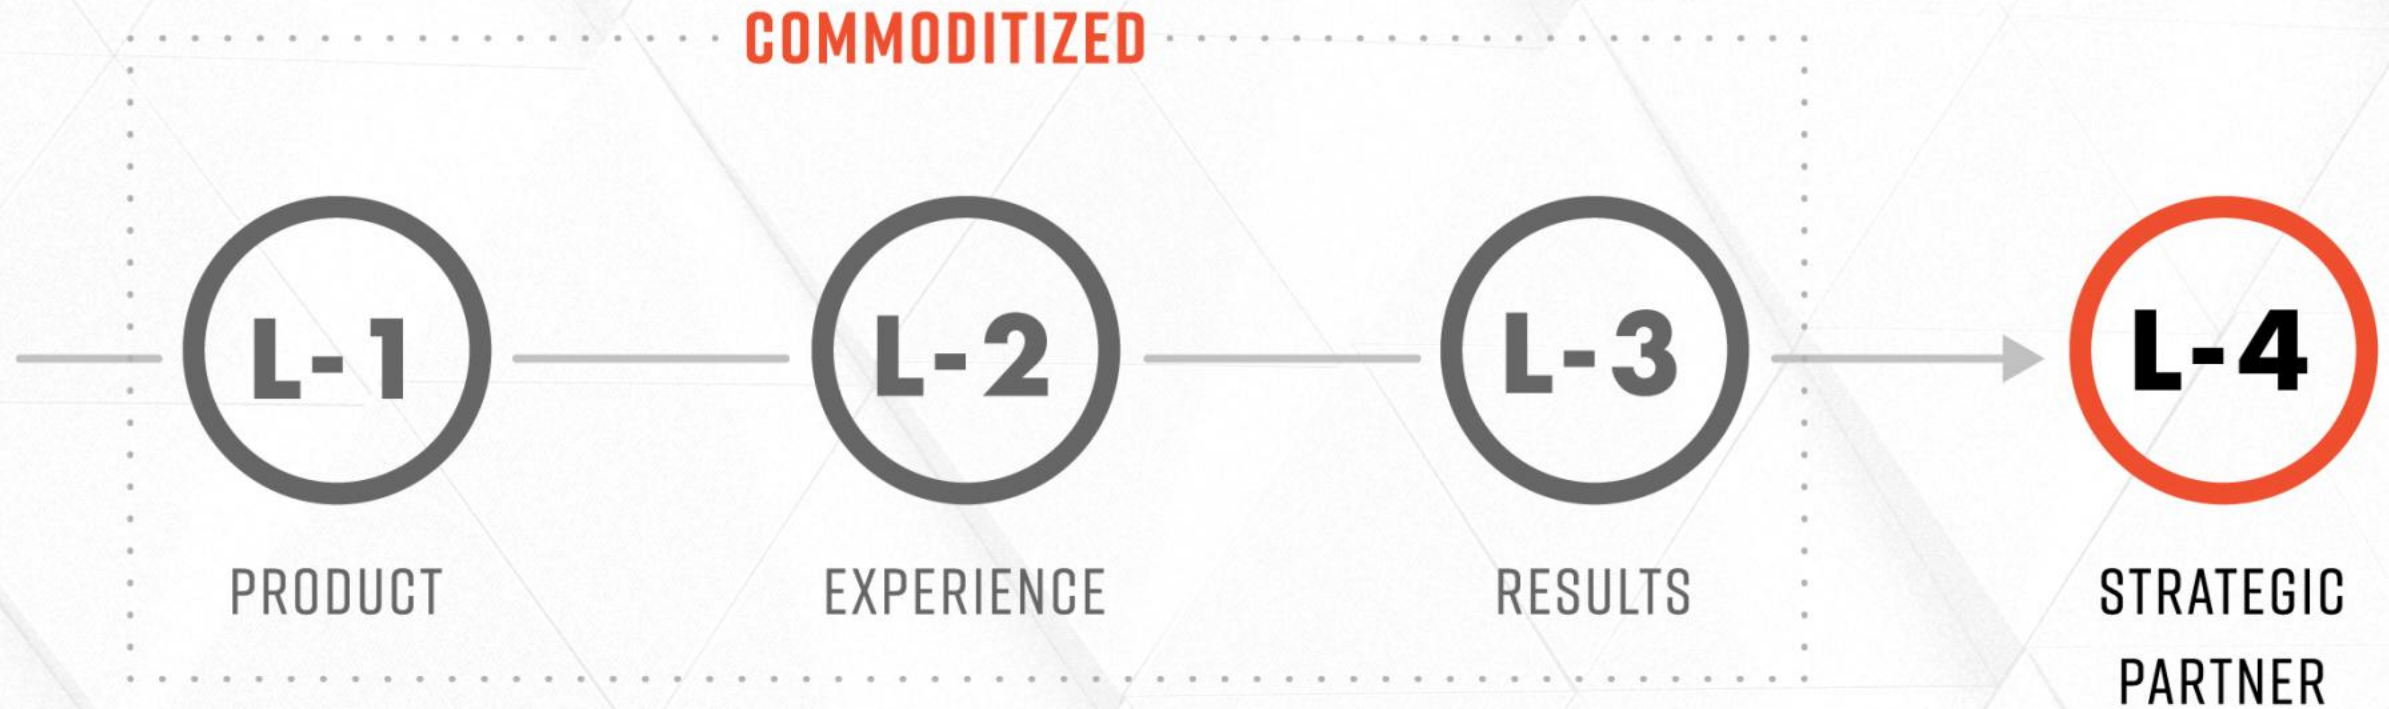 COMMODITIZED
L-1
L-2
L-3
L-4
PRODUCT
EXPERIENCE
RESULTS
STRATEGIC
PARTNER